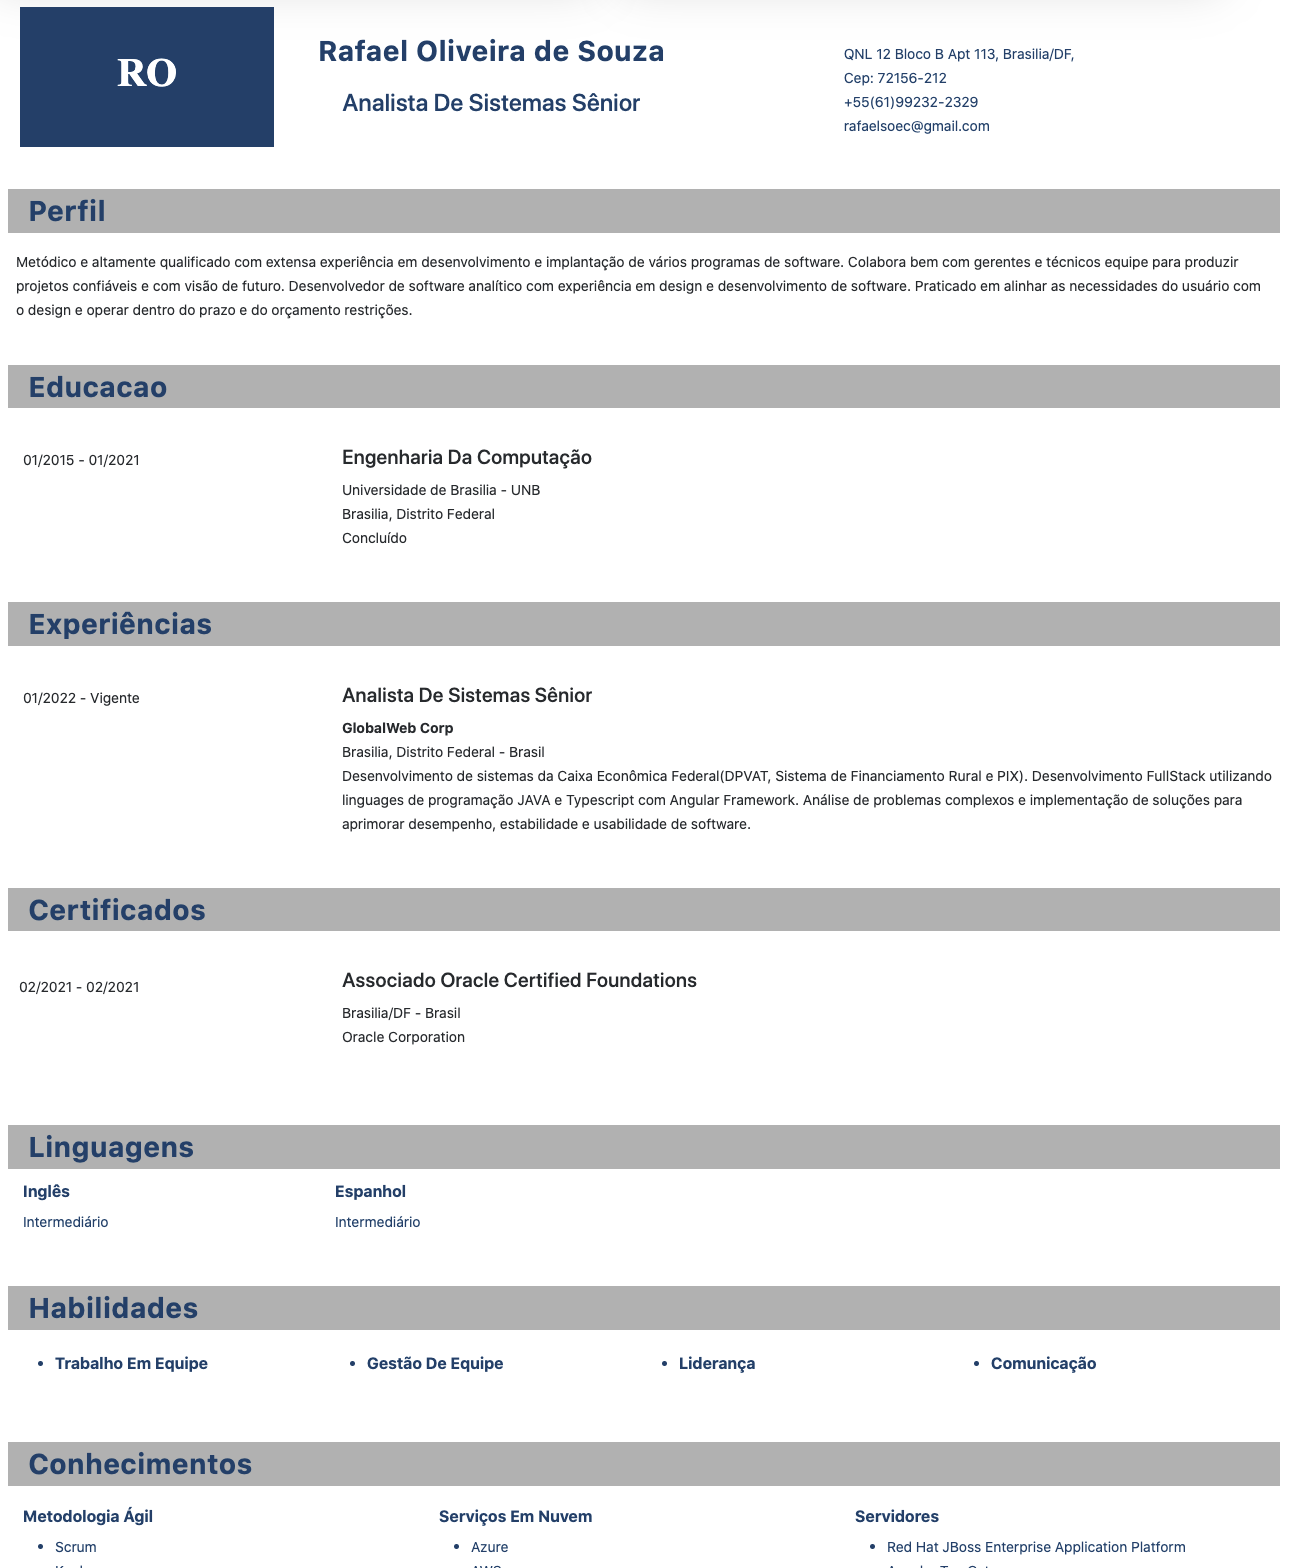 RO
Rafael Oliveira de Souza
Analista De Sistemas Sênior
QNL 12 Bloco B Apt 113, Brasilia/DF,
Cep: 72156-212
+55(61)99232-2329
rafaelsoec@gmail.com
Perfil
Metódico e altamente qualificado com extensa experiência em desenvolvimento e implantação de vários programas de software. Colabora bem com gerentes e técnicos equipe para produzir
projetos confiáveis e com visão de futuro. Desenvolvedor de software analítico com experiência em design e desenvolvimento de software. Praticado em alinhar as necessidades do usuário com
o design e operar dentro do prazo e do orçamento restrições.
Educacao
01/2015 - 01/2021
Engenharia Da Computação
Universidade de Brasilia - UNB
Brasilia, Distrito Federal
Concluído
Experiências
01/2022 - Vigente
Analista De Sistemas Sênior
GlobalWeb Corp
Brasilia, Distrito Federal - Brasil
Desenvolvimento de sistemas da Caixa Econômica Federal(DPVAT, Sistema de Financiamento Rural e PIX). Desenvolvimento FullStack utilizando
linguages de programação JAVA e Typescript com Angular Framework. Análise de problemas complexos e implementação de soluções para
aprimorar desempenho, estabilidade e usabilidade de software.
Certificados
02/2021 - 02/2021
Associado Oracle Certified Foundations
Brasilia/DF - Brasil
Oracle Corporation
Linguagens
Inglês
Intermediário
Espanhol
Intermediário
Habilidades
• Trabalho Em Equipe
• Gestão De Equipe
• Liderança
• Comunicação
Conhecimentos
Metodologia Ágil
• Scrum
Serviços Em Nuvem
• Azure
Servidores
• Red Hat JBoss Enterprise Application Platform